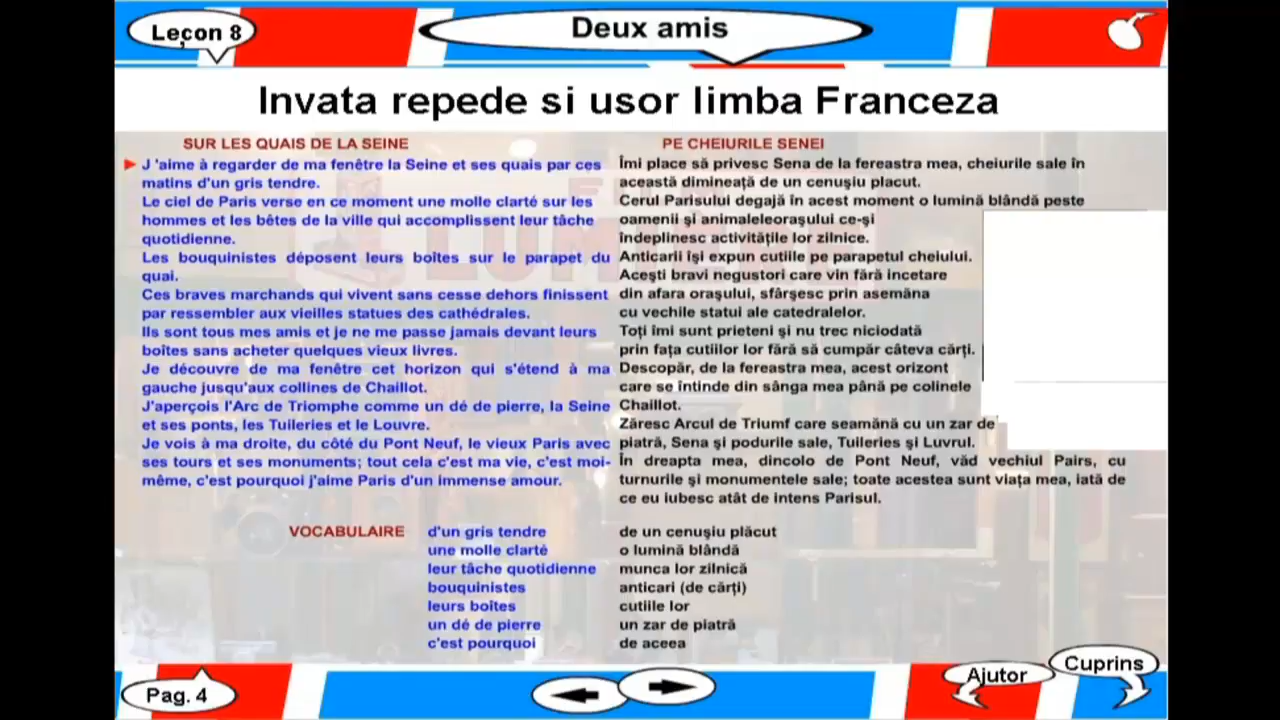 Leçon 8
Deux amis
Invata repede si usor limba Franceza
SUR LES QUAIS DE LA SEINE
J 'aime à regarder de ma fenêtre la Seine et ses quais par ces
matins d'un gris tendre.
Le ciel de Paris verse en ce moment une molle clarté sur les
hommes et les bêtes de la ville qui accomplissent leur tâche
quotidienne.
Les bouquinistes déposent leurs boîtes sur le parapet du
quai.
Ces braves marchands qui vivent sans cesse dehors finissent
par ressembler aux vieilles statues des cathédrales.
Ils sont tous mes amis et je ne me passe jamais devant leurs
boîtes sans acheter quelques vieux livres.
Je découvre de ma fenêtre cet horizon qui s'étend à ma
gauche jusqu'aux collines de Chaillot.
J'aperçois l'Arc de Triomphe comme un dé de pierre, la Seine
et ses ponts, les Tuileries et le Louvre.
Je vois à ma droite, du côté du Pont Neuf, le vieux Paris avec
ses tours et ses monuments; tout cela c'est ma vie, c'est moi-
même, c'est pourquoi j'aime Paris d'un immense amour.
PE CHEIURILE SENEI
Îmi place să privesc Sena de la fereastra mea, cheiurile sale în
această dimineață de un cenuşiu placut.
Cerul Parisului degajă în acest moment o lumină blândă peste
oamenii şi animaleleoraşului ce-şi
îndeplinesc activitățile lor zilnice.
Anticarii îşi expun cutiile pe parapetul cheiului.
Aceşti bravi negustori care vin fără incetare
din afara oraşului, sfârşesc prin asemăna
cu vechile statui ale catedralelor.
Toți îmi sunt prieteni şi nu trec niciodată
prin fața cutiilor lor fără să cumpăr câteva cărți.
Descopăr, de la fereastra mea, acest orizont
care se întinde din sânga mea până pe colinele
Chaillot.
Zăresc Arcul de Triumf care seamănă cu un zar de
piatră, Sena şi podurile sale, Tuileries şi Luvrul.
În dreapta mea, dincolo de Pont Neuf, văd vechiul Pairs, cu
turnurile şi monumentele sale; toate acestea sunt viața mea, iată de
ce eu iubesc atât de intens Parisul.
VOCABULAIRE
d'un gris tendre de un cenuşiu plăcut
une molle clarté o lumină blândă
leur tâche quotidienne munca lor zilnică
bouquinistes anticari (de cărți)
leurs boîtes cutiile lor
un dé de pierre un zar de piatră
c'est pourquoi de aceea
Pag. 4
Ajutor
Cuprins